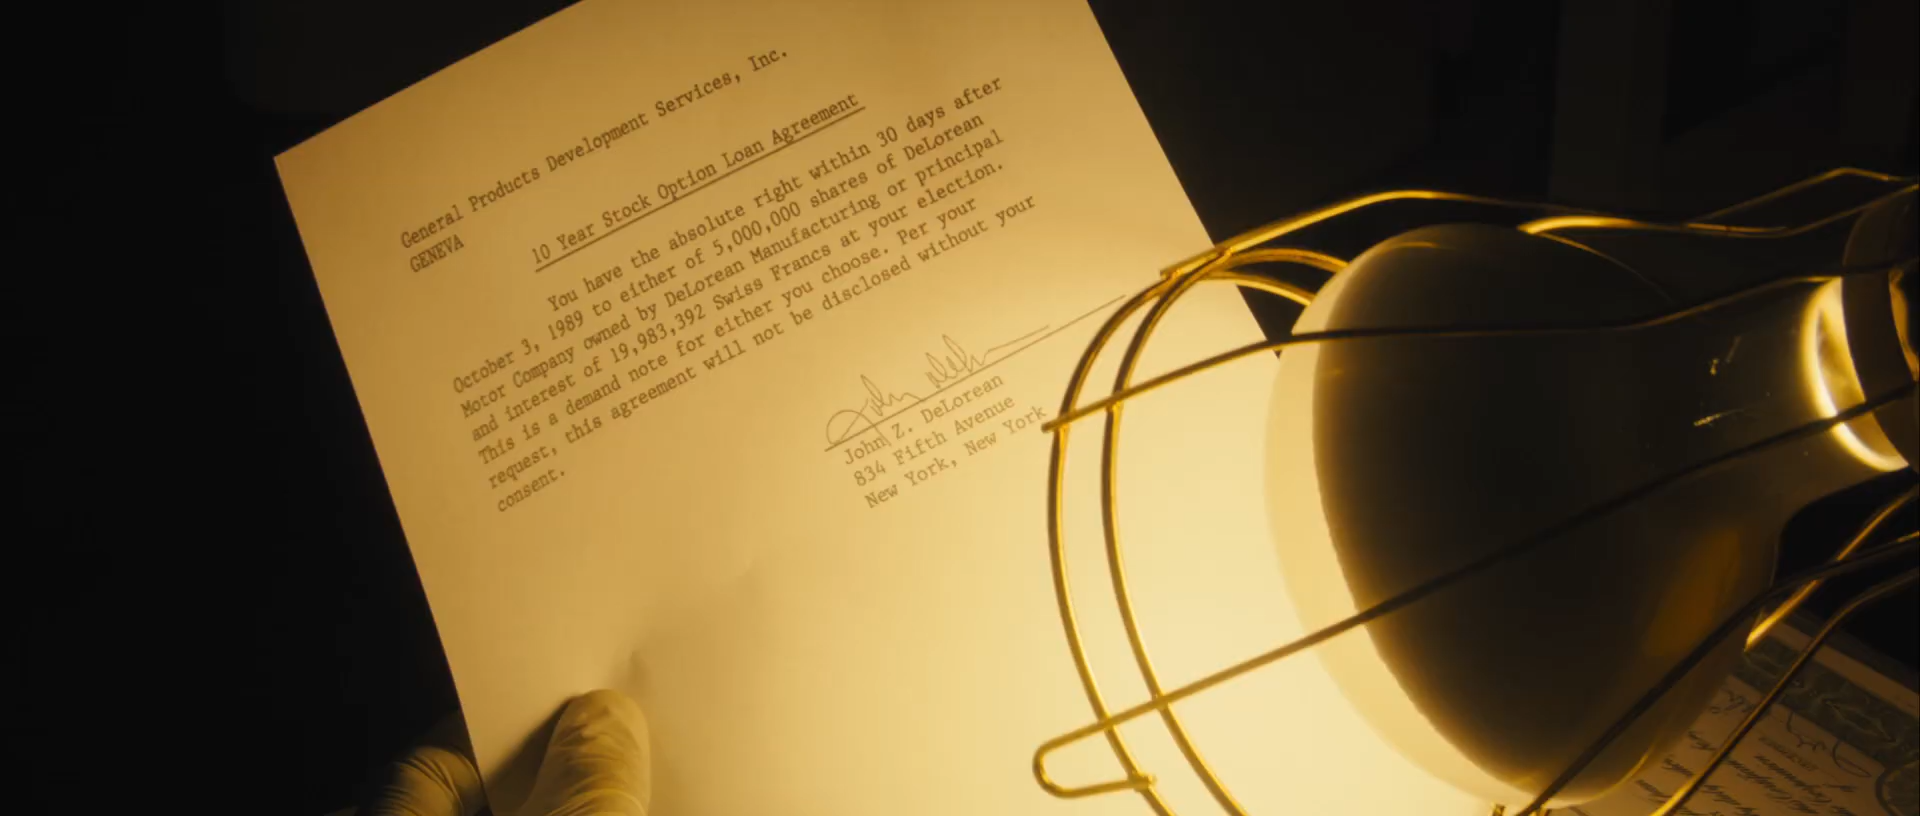 General Products Development Services, Inc.
GENEVA
10 Year Stock Option Loan Agreement
You have the absolute right within 30 days after
October 3, 1989 to either of 5,000,000 shares of DeLorean
Motor Company owned by DeLorean Manufacturing or principal
and interest of 19,983,392 Swiss Francs at your election.
This is a demand note for either you choose. Per your
request, this agreement will not be disclosed without your
consent.
John Z. DeLorean
834 Fifth Avenue
New York, New York